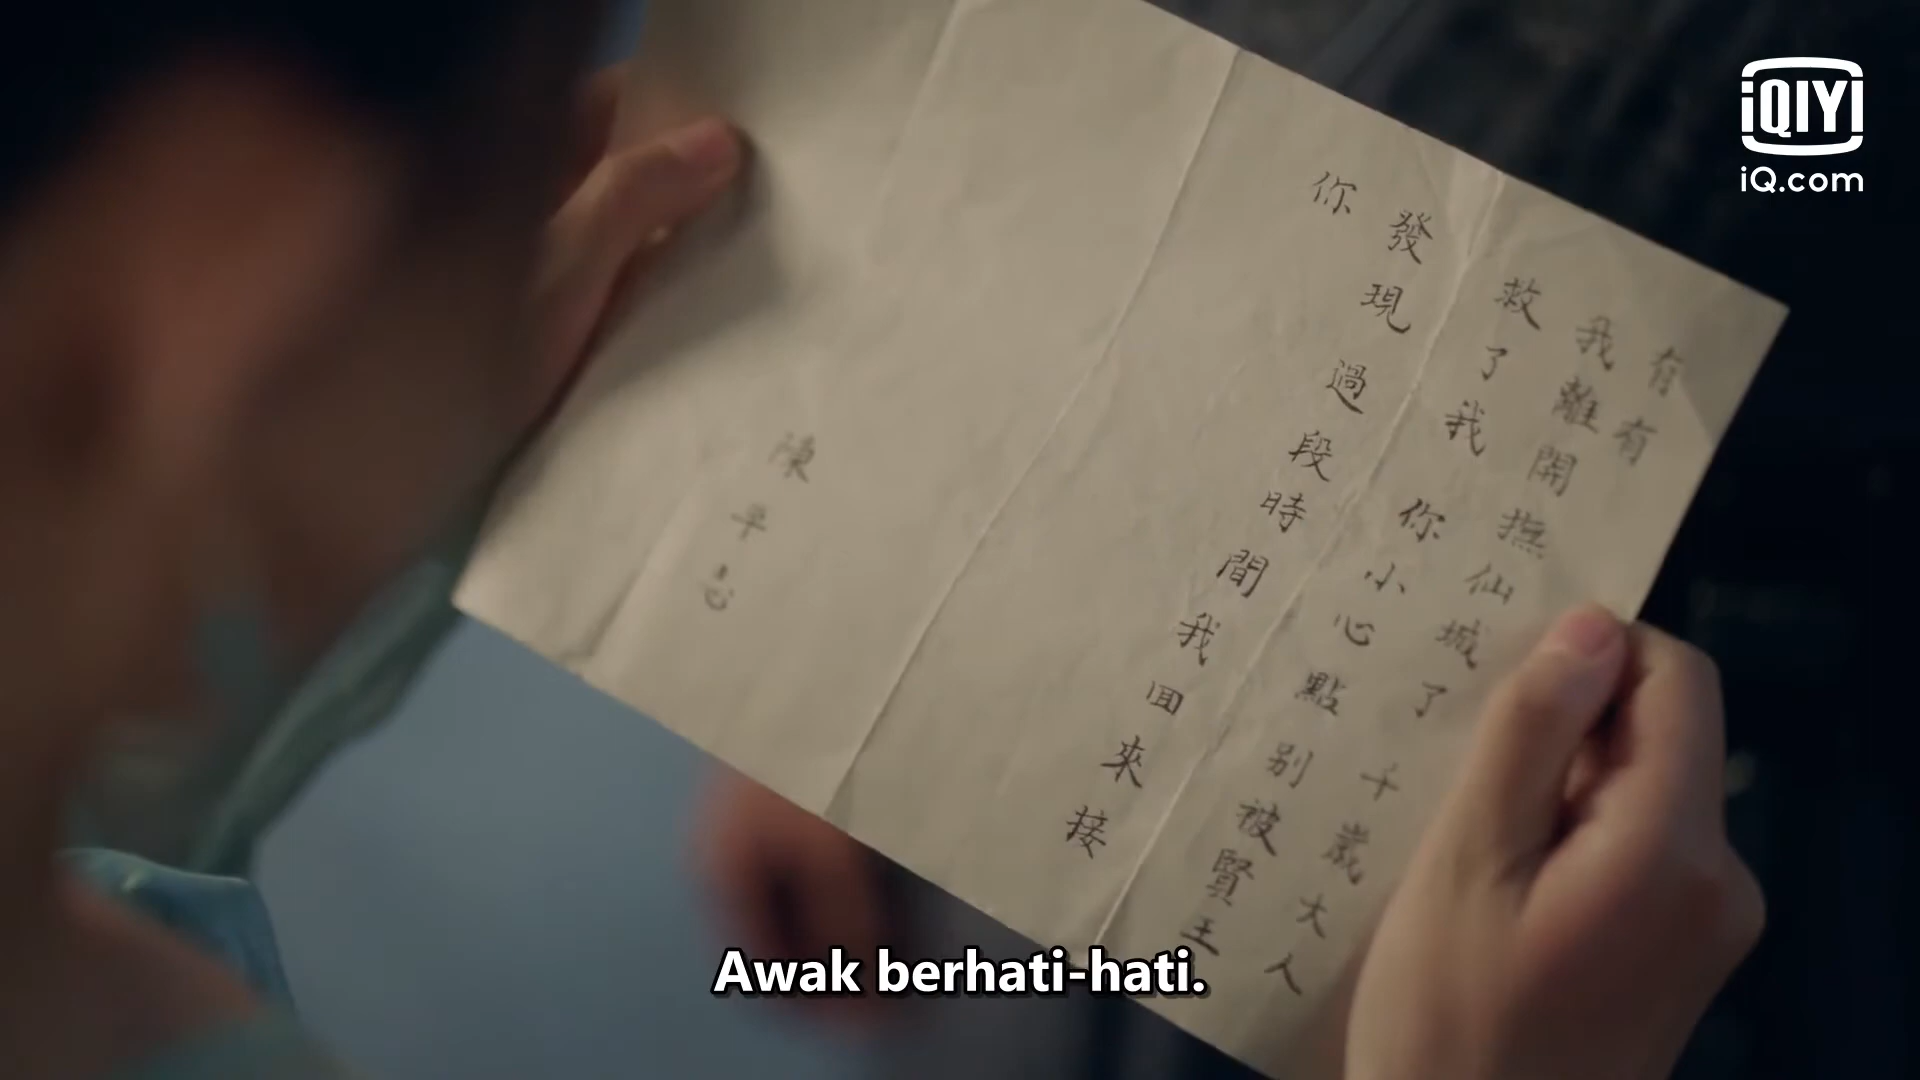 有有
我離開撫仙城了 千歲大人
救了我 你小心點別被賢王
發現 過段時間我回來接
你
陳平志
Awak berhati-hati.
iQIYI
iQ.com